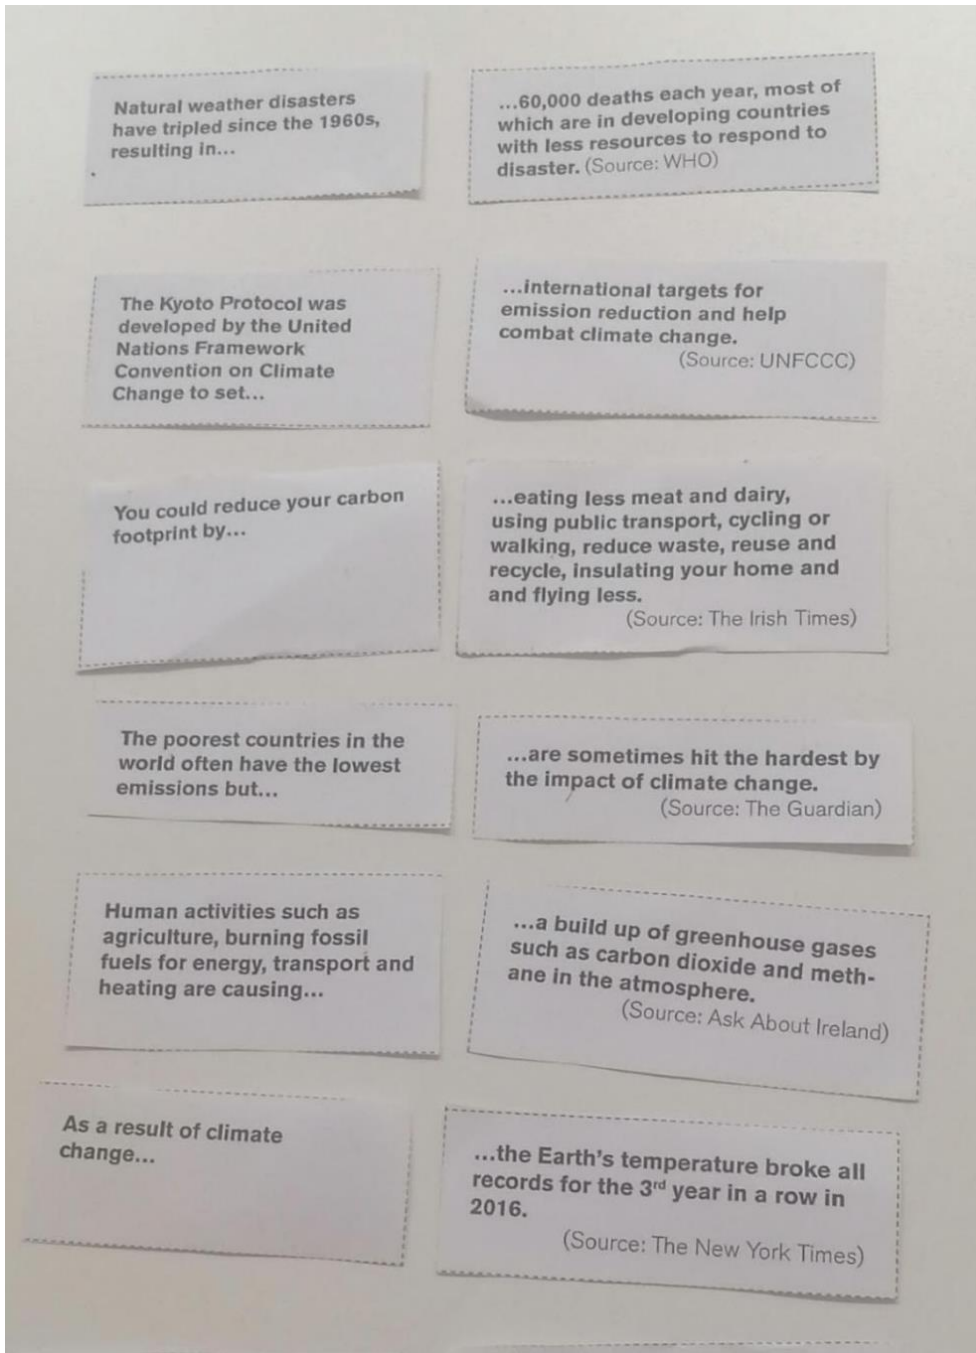 Natural weather disasters
have tripled since the 1960s,
resulting in...
...60,000 deaths each year, most of
which are in developing countries
with less resources to respond to
disaster. (Source: WHO)
The Kyoto Protocol was
developed by the United
Nations Framework
Convention on Climate
Change to set...
...international targets for
emission reduction and help
combat climate change.
(Source: UNFCCC)
You could reduce your carbon
footprint by...
...eating less meat and dairy,
using public transport, cycling or
walking, reduce waste, reuse and
recycle, insulating your home and
and flying less.
(Source: The Irish Times)
The poorest countries in the
world often have the lowest
emissions but...
...are sometimes hit the hardest by
the impact of climate change.
(Source: The Guardian)
Human activities such as
agriculture, burning fossil
fuels for energy, transport and
heating are causing...
...a build up of greenhouse gases
such as carbon dioxide and meth-
ane in the atmosphere.
(Source: Ask About Ireland)
As a result of climate
change...
...the Earth's temperature broke all
records for the 3rd year in a row in
2016.
(Source: The New York Times)